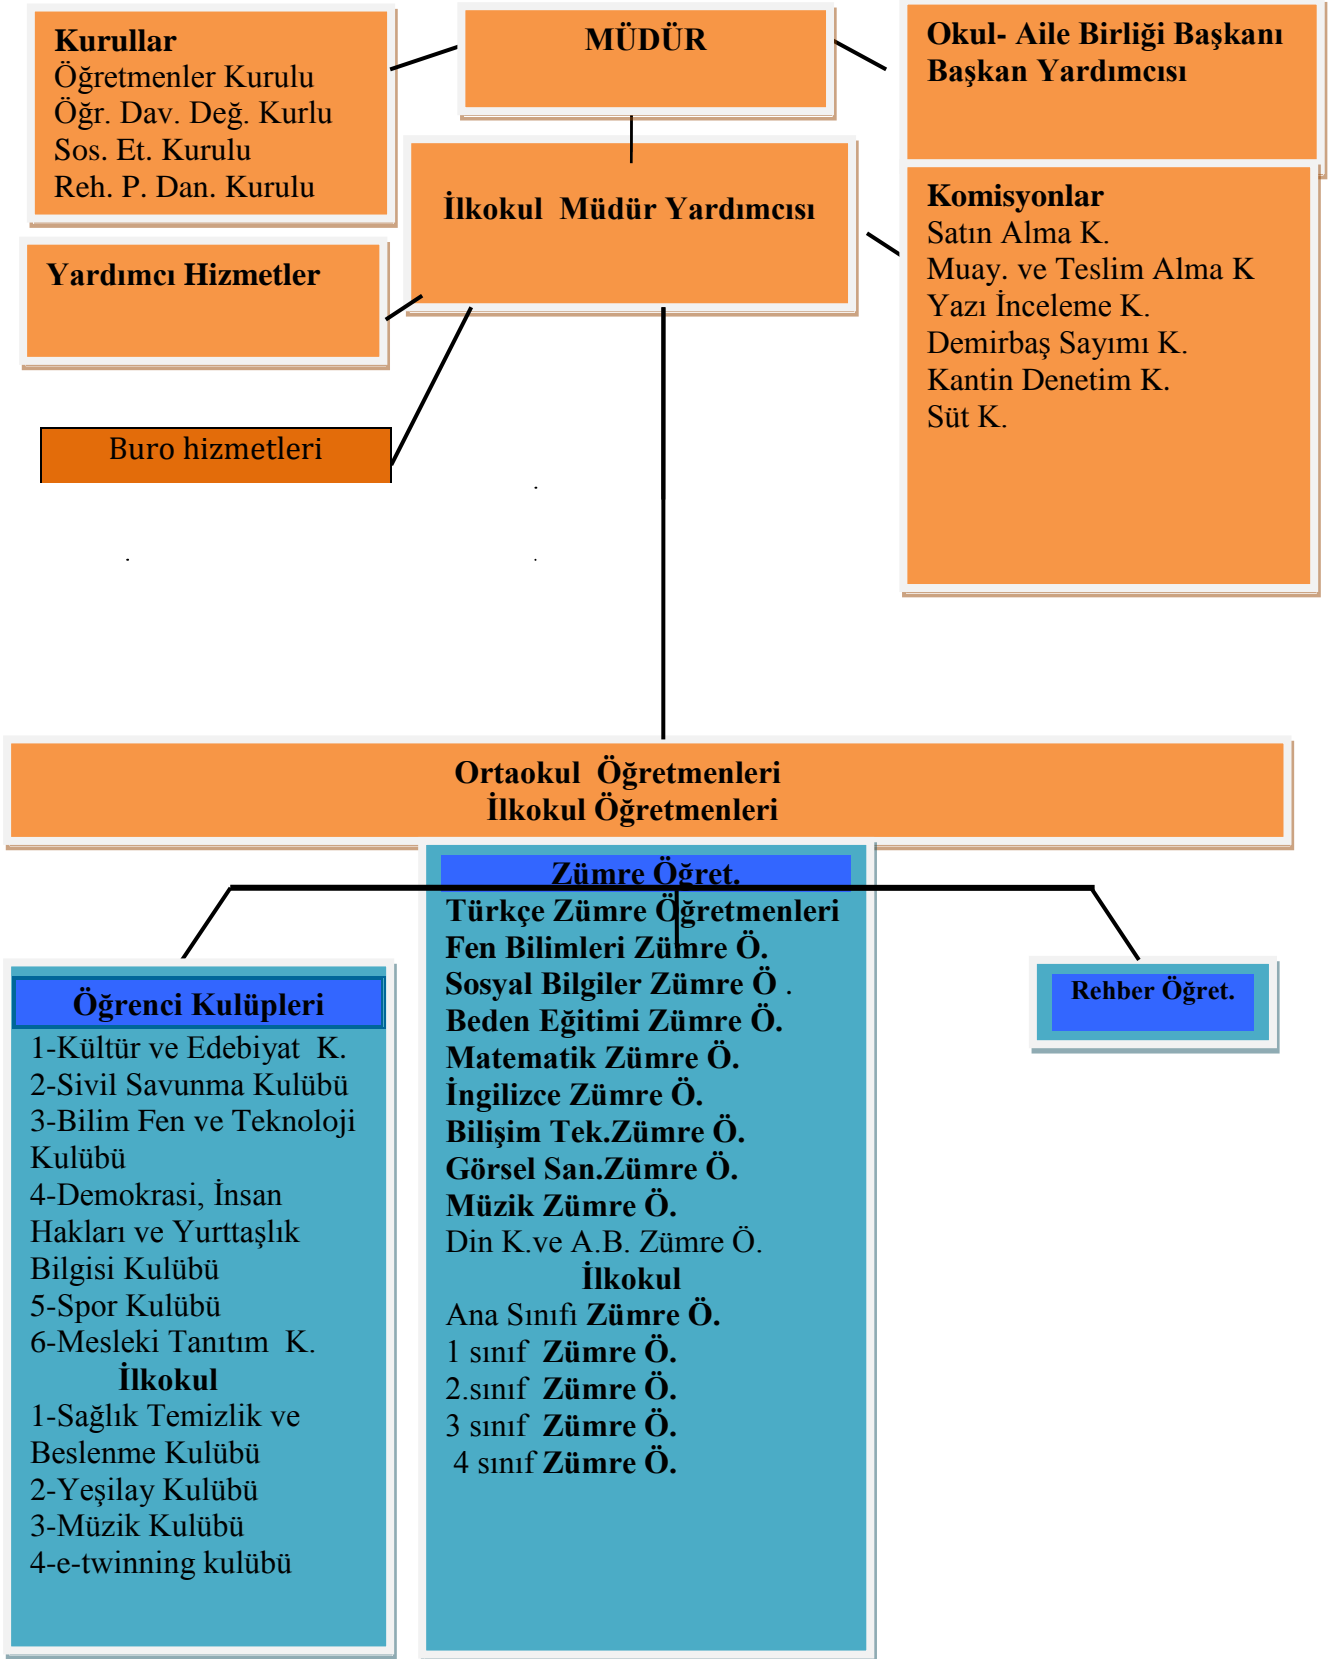 Kurullar
Öğretmenler Kurulu
Öğr. Dav. Değ. Kurlu
Sos. Et. Kurulu
Reh. P. Dan. Kurulu
MÜDÜR
Okul- Aile Birliği Başkanı
Başkan Yardımcısı
İlkokul  Müdür Yardımcısı
Komisyonlar
Satın Alma K.
Muay. ve Teslim Alma K
Yazı İnceleme K.
Demirbaş Sayımı K.
Kantin Denetim K.
Süt K.
Yardımcı Hizmetler
Buro hizmetleri
Ortaokul  Öğretmenleri
İlkokul Öğretmenleri
Öğrenci Kulüpleri
1-Kültür ve Edebiyat  K.
2-Sivil Savunma Kulübü
3-Bilim Fen ve Teknoloji
Kulübü
4-Demokrasi, İnsan
Hakları ve Yurttaşlık
Bilgisi Kulübü
5-Spor Kulübü
6-Mesleki Tanıtım  K.
İlkokul
1-Sağlık Temizlik ve
Beslenme Kulübü
2-Yeşilay Kulübü
3-Müzik Kulübü
4-e-twinning kulübü
Zümre Öğret.
Türkçe Zümre Öğretmenleri
Fen Bilimleri Zümre Ö.
Sosyal Bilgiler Zümre Ö .
Beden Eğitimi Zümre Ö.
Matematik Zümre Ö.
İngilizce Zümre Ö.
Bilişim Tek.Zümre Ö.
Görsel San.Zümre Ö.
Müzik Zümre Ö.
Din K.ve A.B. Zümre Ö.
İlkokul
Ana Sınıfı Zümre Ö.
1 sınıf  Zümre Ö.
2.sınıf  Zümre Ö.
3 sınıf  Zümre Ö.
4 sınıf Zümre Ö.
Rehber Öğret.